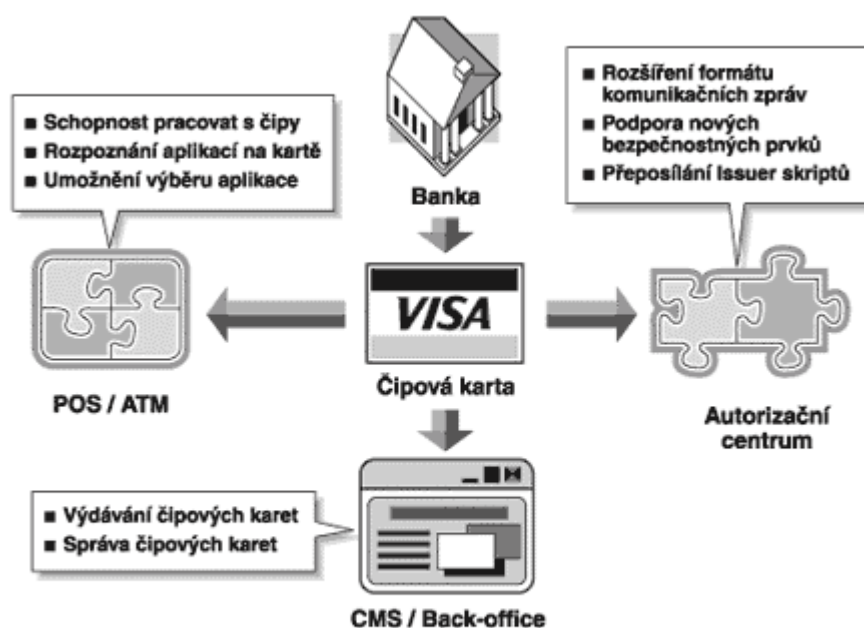 ■ Schopnost pracovat s čipy
■ Rozpoznání aplikací na kartě
■ Umožnění výběru aplikace
Banka
■ Rozšíření formátu
komunikačních zpráv
■ Podpora nových
bezpečnostných prvků
■ Přeposílání Issuer skriptů
POS / ATM
VISA
Čipová karta
Autorizační
centrum
■ Výdávání čipových karet
■ Správa čipových karet
CMS / Back-office